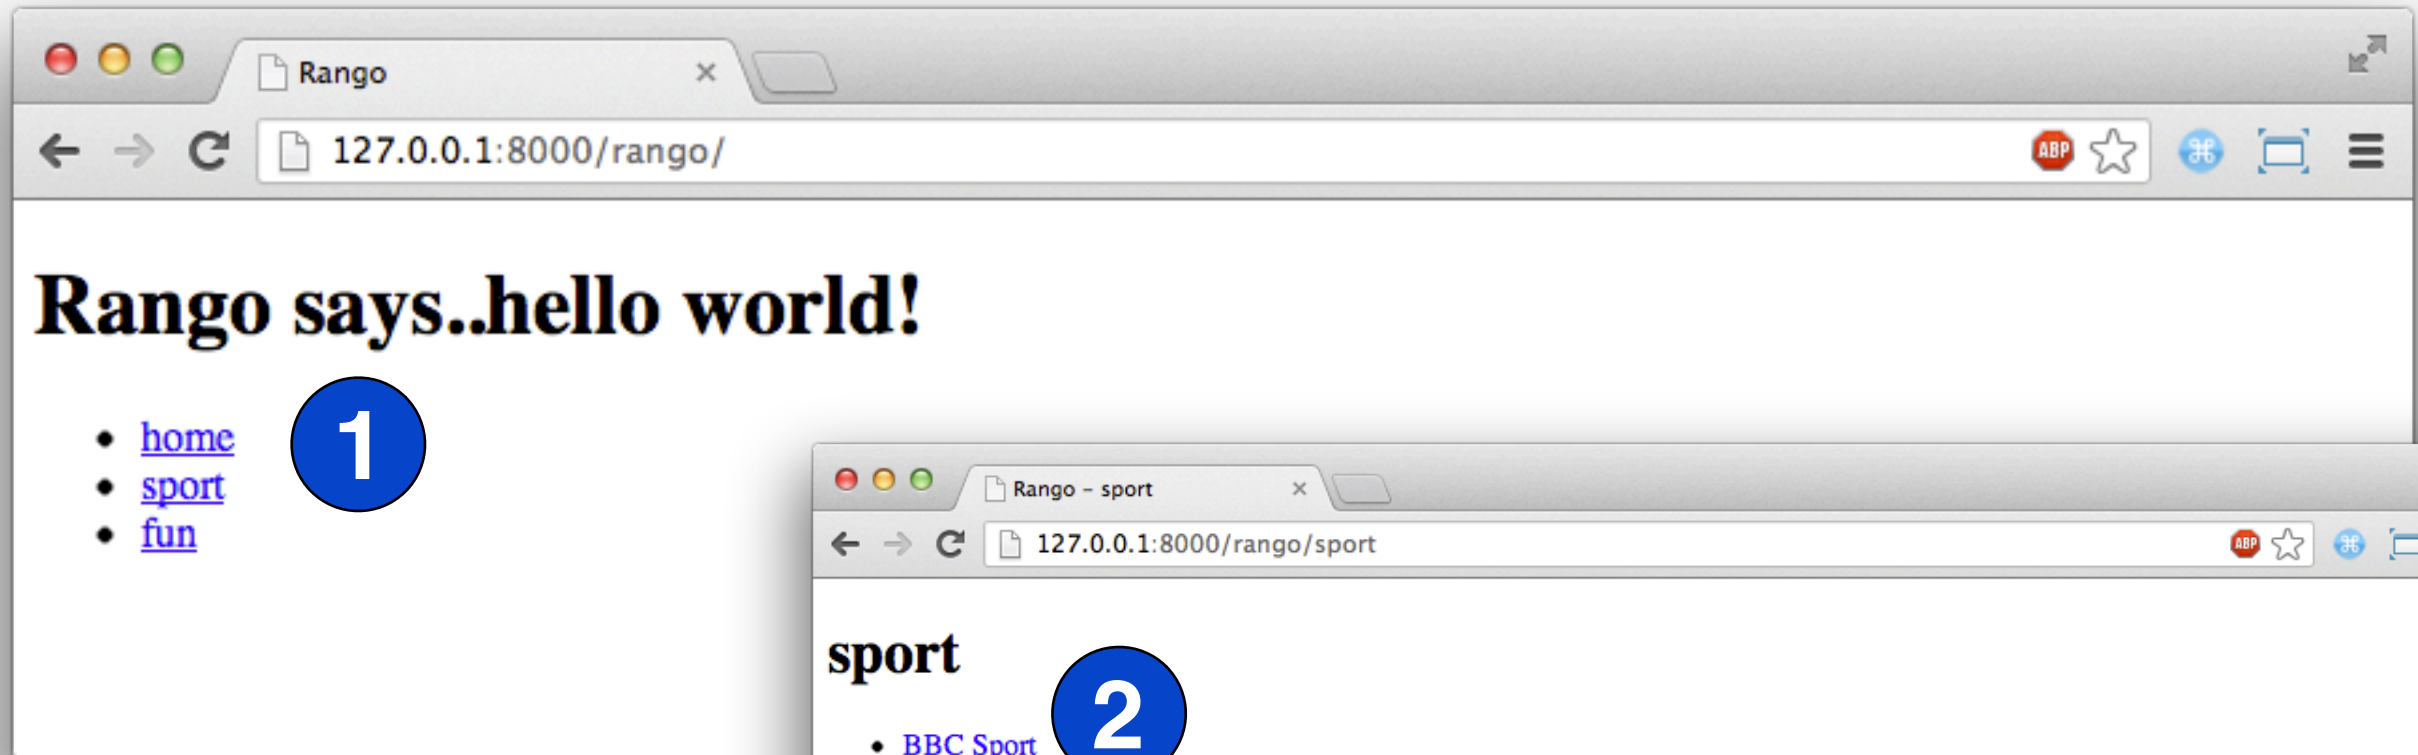 Rango
127.0.0.1:8000/rango/
ABP
Rango says..hello world!
home
1
sport
fun
Rango – sport
127.0.0.1:8000/rango/sport
ABP
sport
2
BBC Sport